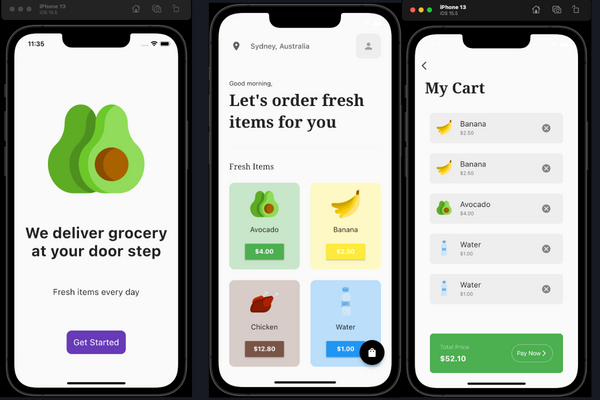 iPhone 13
iOS 15.5
11:35
We deliver grocery
at your door step
Fresh items every day
Get Started
Sydney, Australia
Good morning,
Let's order fresh
items for you
Fresh Items
Avocado
$4.00
Banana
$2.50
Chicken
$12.80
Water
$1.00
iPhone 13
iOS 15.5
My Cart
Banana
$2.50
Banana
$2.50
Avocado
$4.00
Water
$1.00
Water
$1.00
Total Price
$52.10
Pay Now